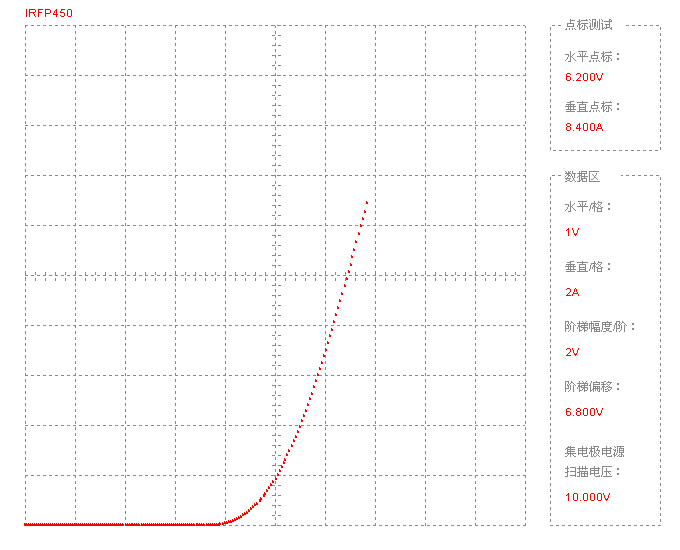 IRFP450
点标测试
水平点标：
6.200V
垂直点标：
8.400A
数据区
水平/格：
1V
垂直/格：
2A
阶梯幅度/阶：
2V
阶梯偏移：
6.800V
集电极电源
扫描电压：
10.000V